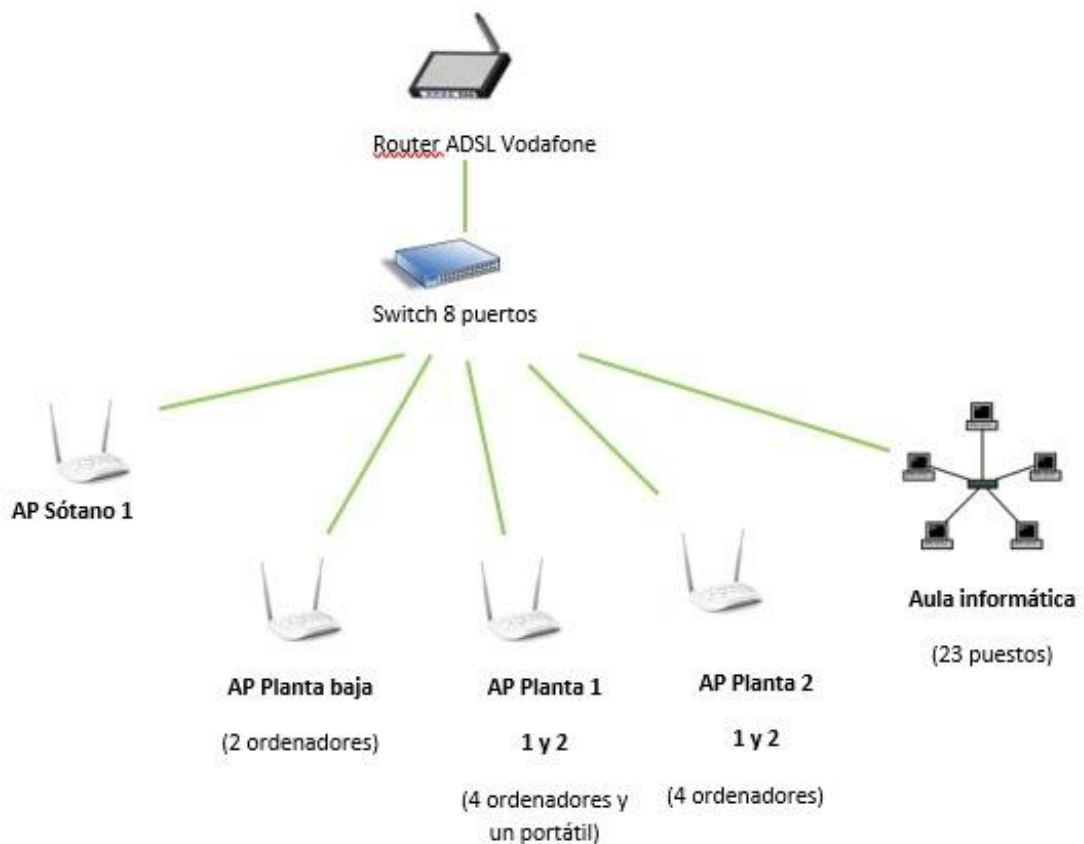 Router ADSL Vodafone
Switch 8 puertos
AP Sótano 1
Aula informática
(23 puestos)
AP Planta baja
(2 ordenadores)
AP Planta 1
1 y 2
(4 ordenadores y
un portátil)
AP Planta 2
1 y 2
(4 ordenadores)